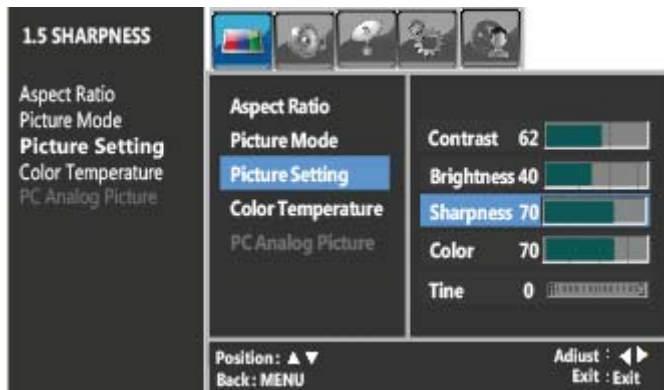 1.5 SHARPNESS
Aspect Ratio
Picture Mode
Picture Setting
Color Temperature
PC Analog Picture
Aspect Ratio
Picture Mode
Picture Setting
Color Temperature
PC Analog Picture
Contrast 62
Brightness 40
Sharpness 70
Color 70
Tine 0
Position : ▲ ▼
Back : MENU
Adjust : ◀ ▶
Exit : Exit